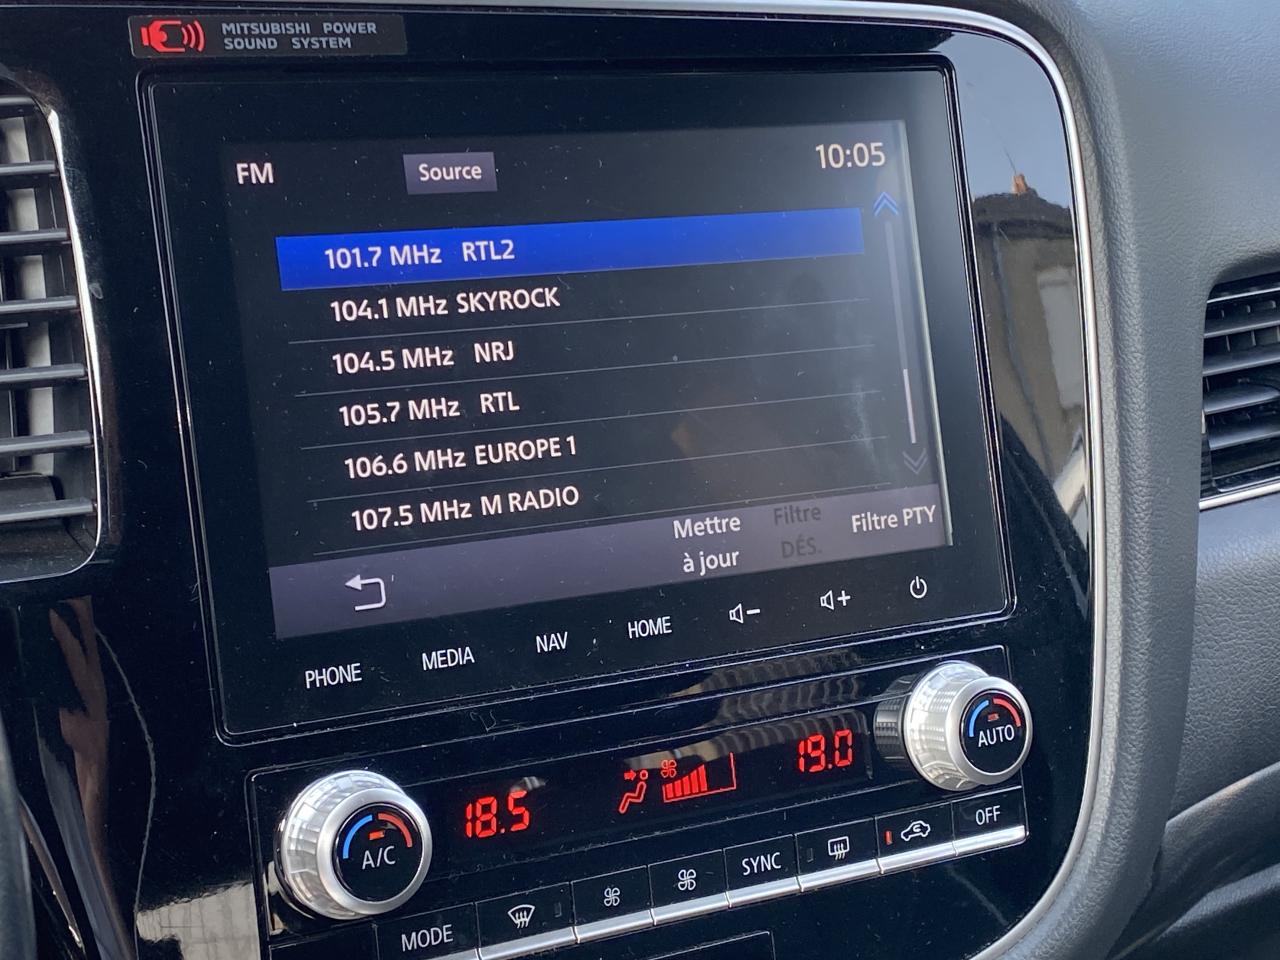 MITSUBISHI POWER
SOUND SYSTEM
FM
Source
10:05
101.7 MHz RTL2
104.1 MHz SKYROCK
104.5 MHz NRJ
105.7 MHz RTL
106.6 MHz EUROPE 1
107.5 MHz M RADIO
Mettre
à jour
Filtre
DÉS.
Filtre PTY
PHONE
MEDIA
NAV
HOME
18.5
19.0
A/C
AUTO
MODE
SYNC
OFF